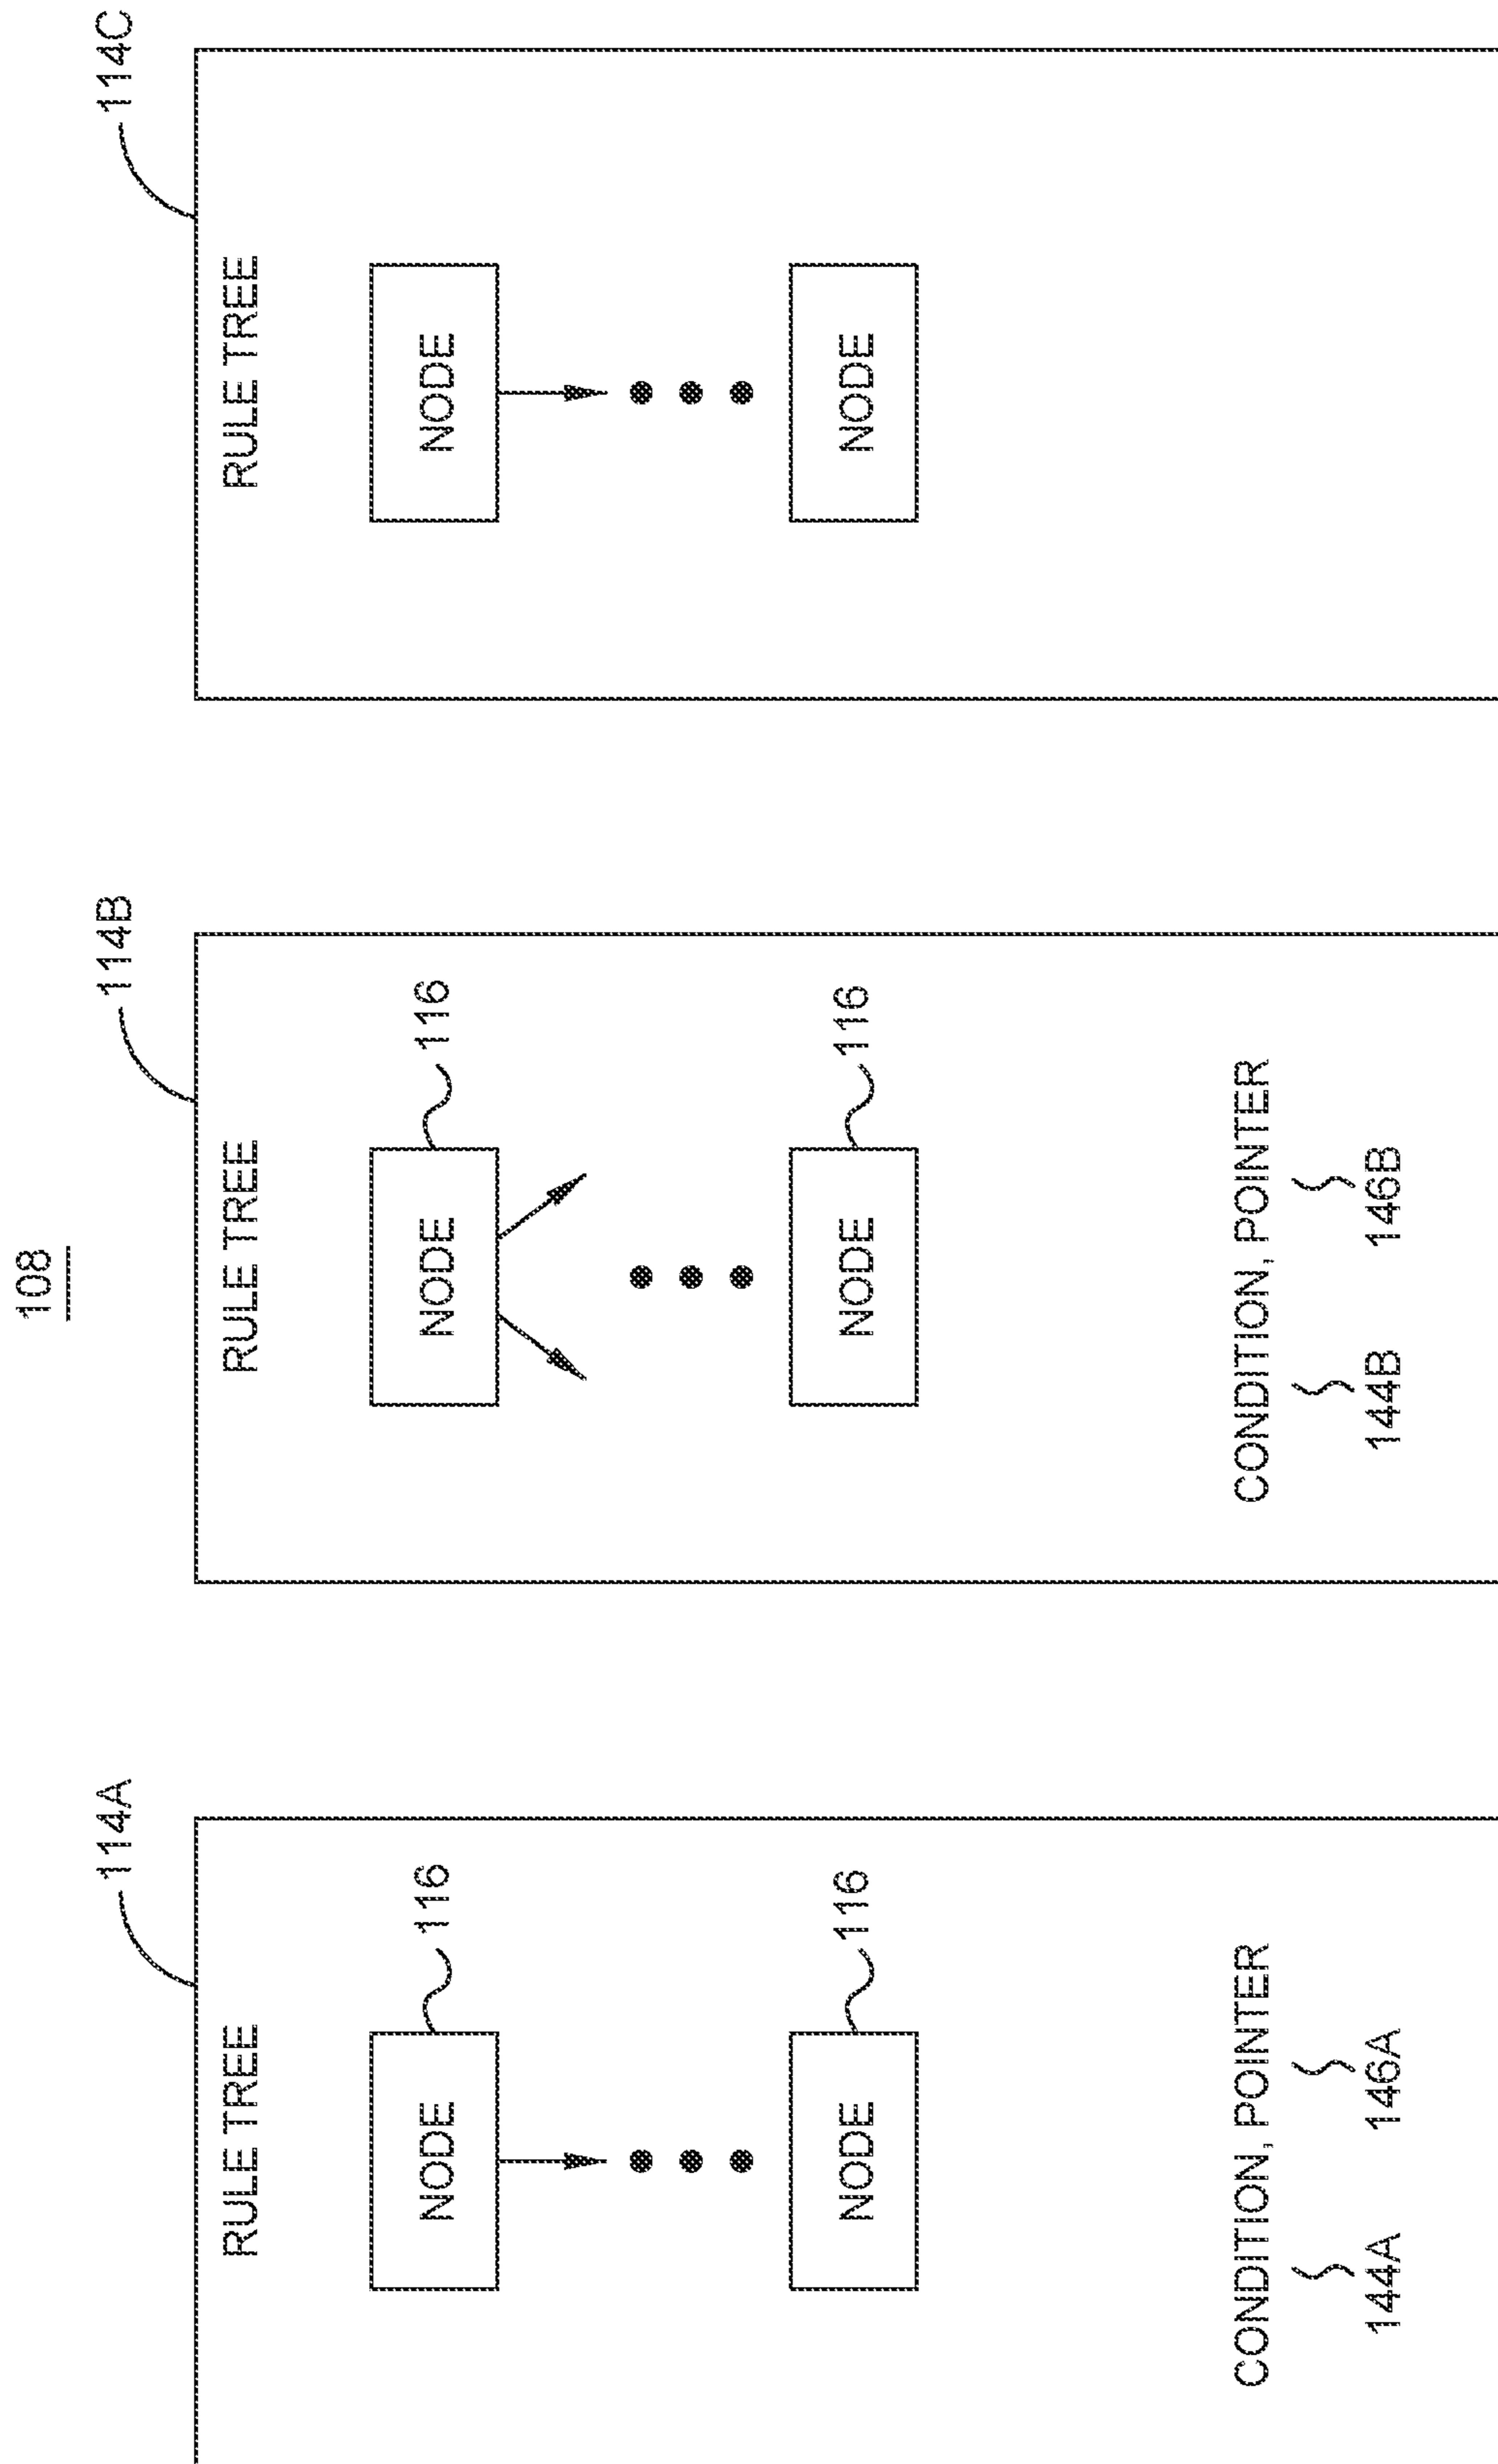 108
114A
RULE TREE
NODE
116
NODE
116
CONDITION, POINTER
144A 146A
114B
RULE TREE
NODE
116
NODE
116
CONDITION, POINTER
144B 146B
114C
RULE TREE
NODE
NODE